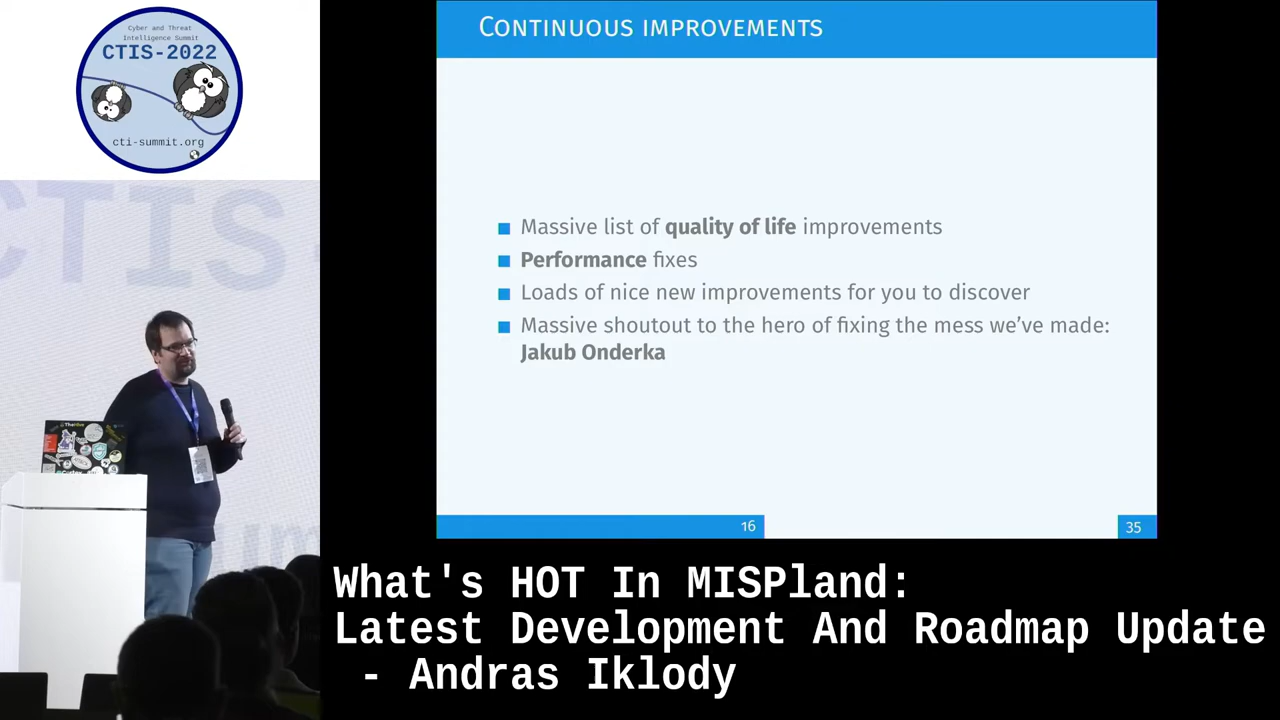 Cyber and Threat
Intelligence Summit
CTIS-2022
cti-summit.org
CTIS
CONTINUOUS IMPROVEMENTS
Massive list of quality of life improvements
Performance fixes
Loads of nice new improvements for you to discover
Massive shoutout to the hero of fixing the mess we've made:
Jakub Onderka
16
35
TheHive
What's HOT In MISPland:
Latest Development And Roadmap Update
- Andras Iklody